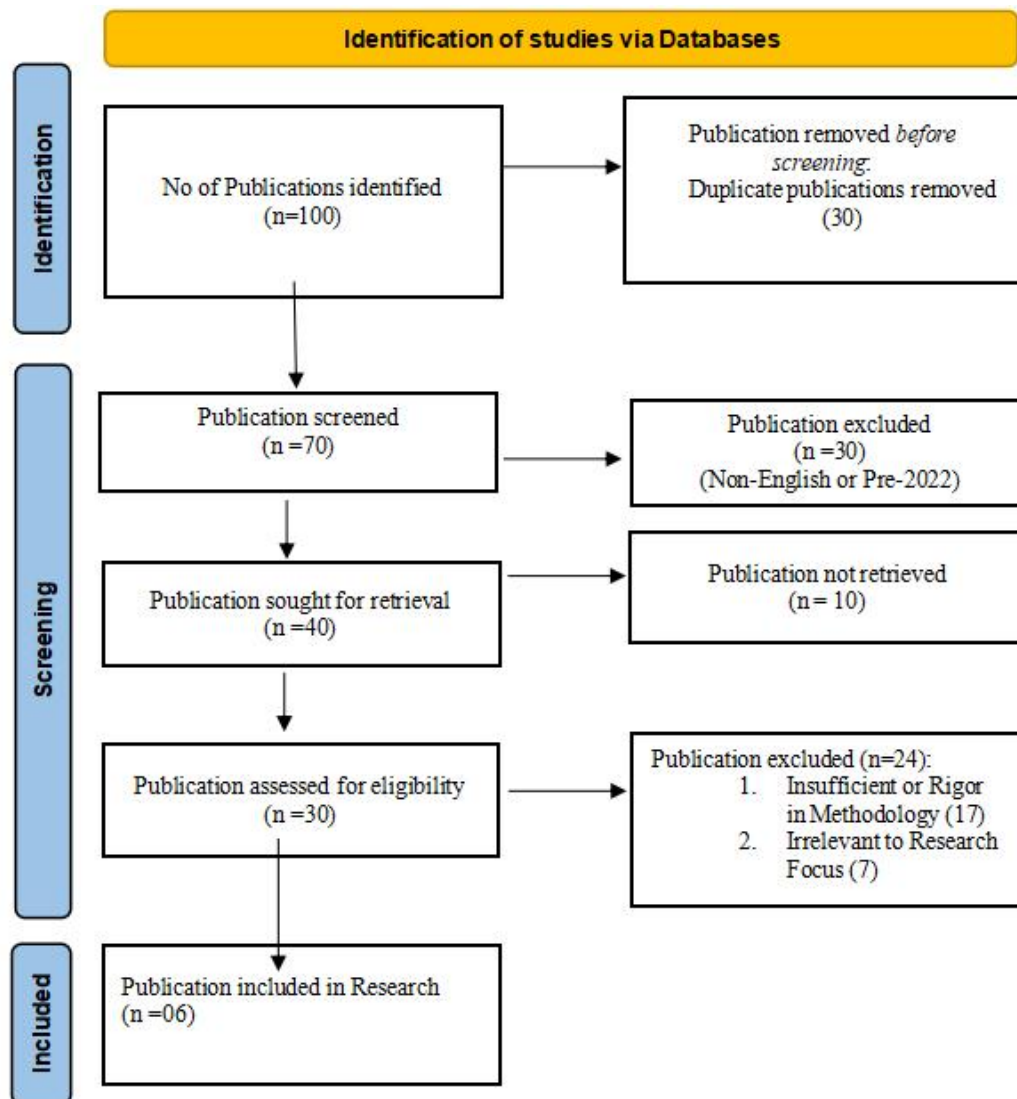 Identification of studies via Databases
Identification
No of Publications identified
(n=100)
Publication removed before
screening:
Duplicate publications removed
(30)
Screening
Publication screened
(n =70)
Publication excluded
(n =30)
(Non-English or Pre-2022)
Publication sought for retrieval
(n =40)
Publication not retrieved
(n = 10)
Publication assessed for eligibility
(n =30)
Publication excluded (n=24):
1. Insufficient or Rigor
in Methodology (17)
2. Irrelevant to Research
Focus (7)
Included
Publication included in Research
(n =06)